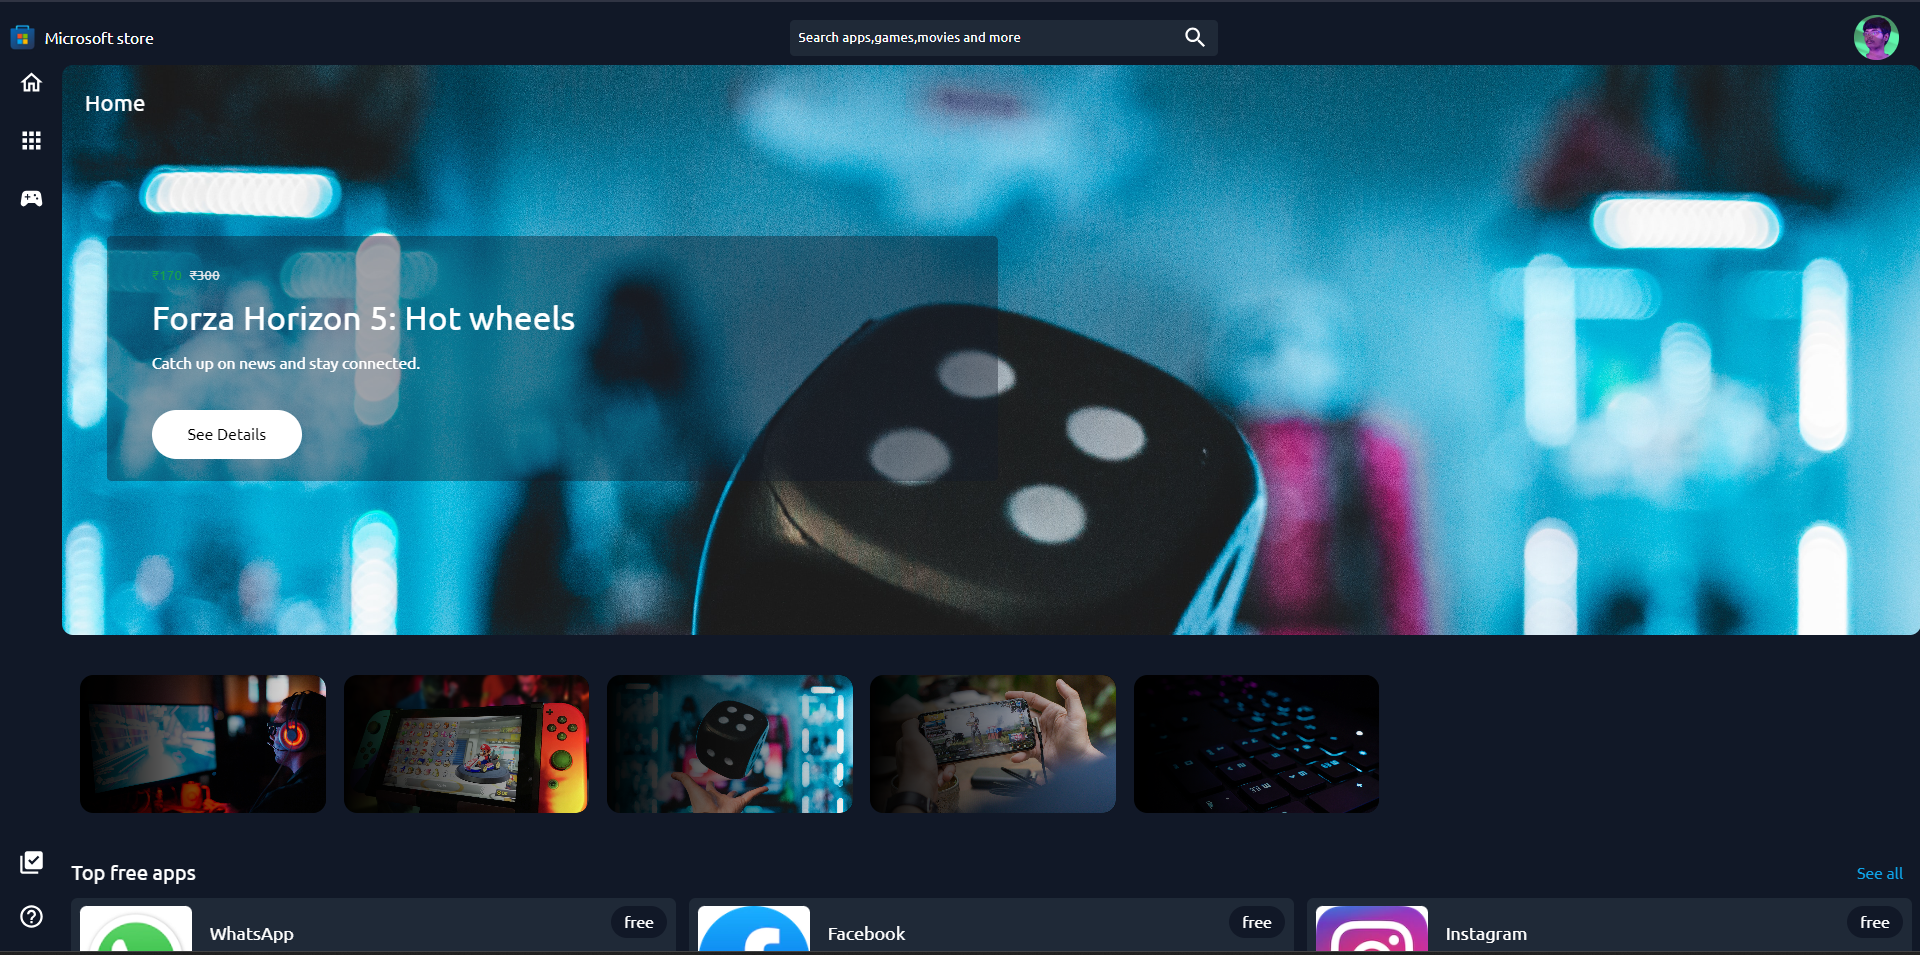 Microsoft store
Search apps,games,movies and more
Home
₹170 ₹300
Forza Horizon 5: Hot wheels
Catch up on news and stay connected.
See Details
Top free apps
See all
WhatsApp
free
Facebook
free
Instagram
free